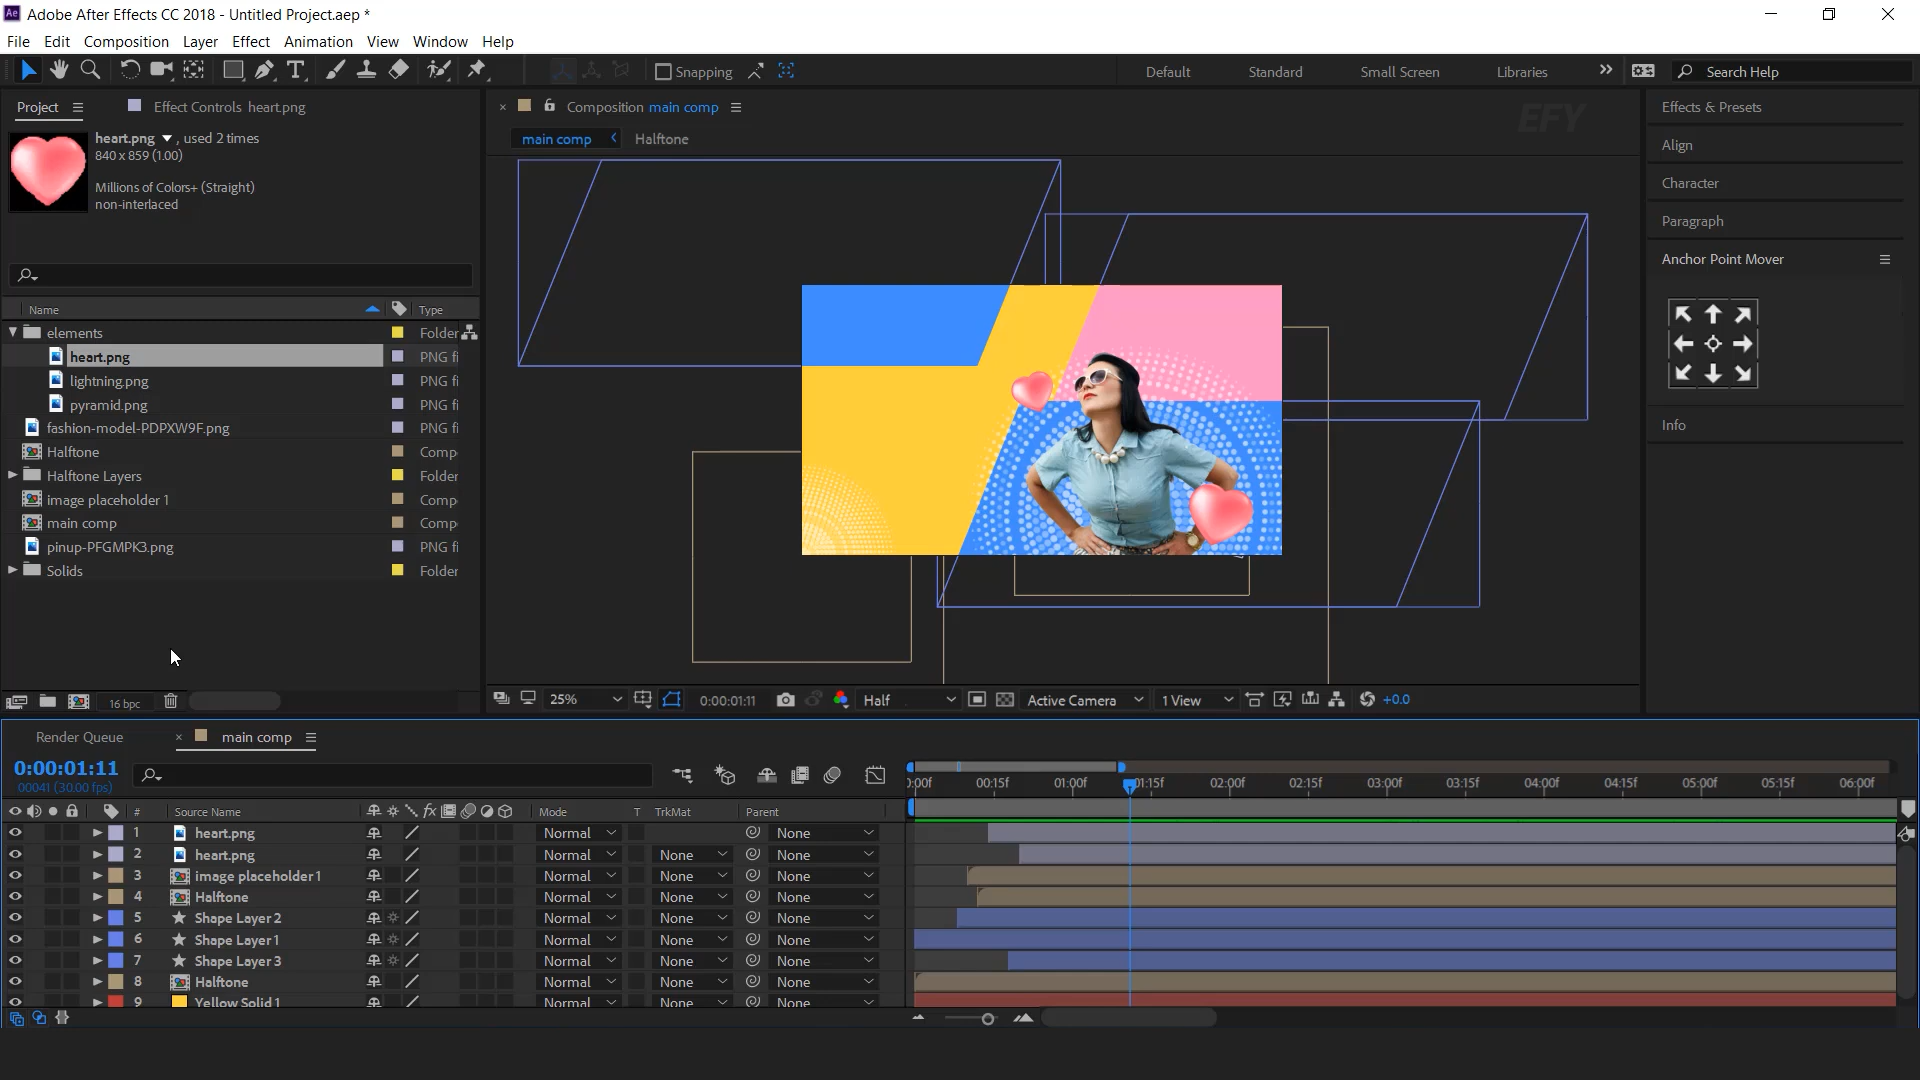 Adobe After Effects CC 2018 - Untitled Project.aep *
File Edit Composition Layer Effect Animation View Window Help
Snapping
Default Standard Small Screen Libraries
Search Help
Project
Effect Controls heart.png
heart.png , used 2 times
840 x 859 (1.00)
Millions of Colors+ (Straight)
non-interlaced
Name Type
elements Folder
heart.png PNG fi
lightning.png PNG fi
pyramid.png PNG fi
fashion-model-PDPXW9F.png PNG fi
Halftone Comp
Halftone Layers Folder
image placeholder 1 Comp
main comp Comp
pinup-PFGMPK3.png PNG fi
Solids Folder
16 bpc
Composition main comp
main comp Halftone
EFY
25% 0:00:01:11 Half Active Camera 1 View +0.0
Effects & Presets
Align
Character
Paragraph
Anchor Point Mover
Info
Render Queue main comp
0:00:01:11
00041 (30.00 fps)
0:00f 00:15f 01:00f 01:15f 02:00f 02:15f 03:00f 03:15f 04:00f 04:15f 05:00f 05:15f 06:00f
# Source Name fx Mode T TrkMat Parent
1 heart.png Normal None
2 heart.png Normal None None
3 image placeholder 1 Normal None None
4 Halftone Normal None None
5 Shape Layer 2 Normal None None
6 Shape Layer 1 Normal None None
7 Shape Layer 3 Normal None None
8 Halftone Normal None None
9 Yellow Solid 1 Normal None None